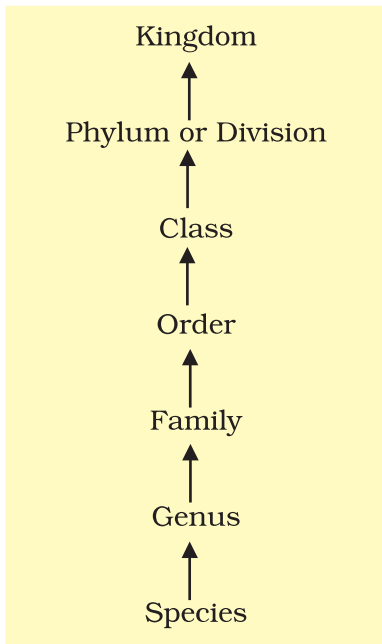 Kingdom
Phylum or Division
Class
Order
Family
Genus
Species